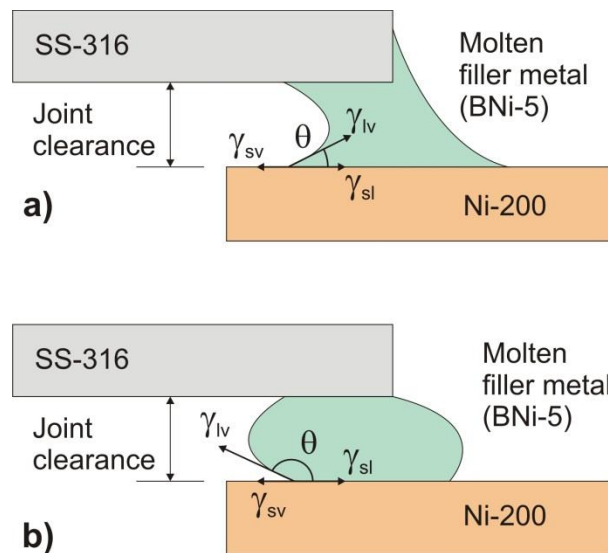 SS-316
Molten
filler metal
(BNi-5)
Joint
clearance
γsv
θ
γlv
γsl
a)
Ni-200
SS-316
Molten
filler metal
(BNi-5)
Joint
clearance
γlv
θ
γsl
γsv
Ni-200
b)